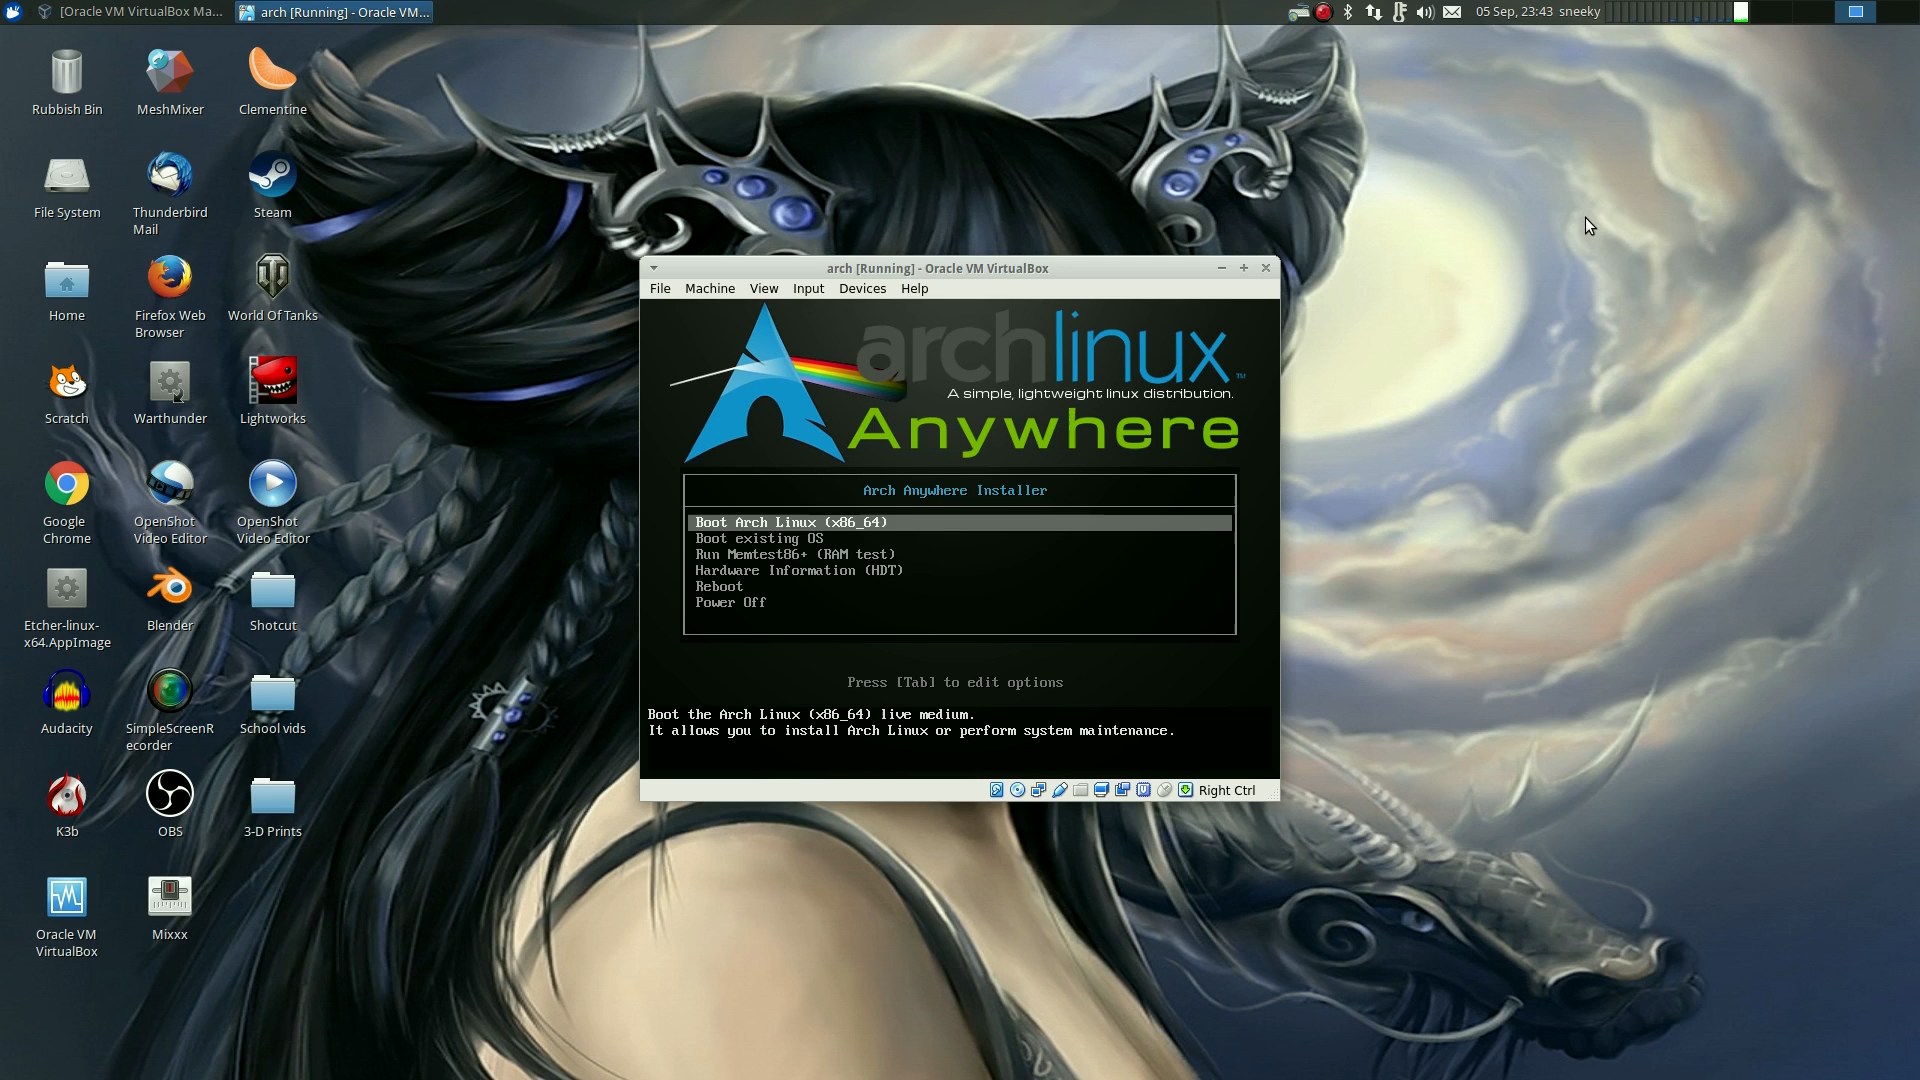 [Oracle VM VirtualBox Ma...
arch [Running] - Oracle VM...
05 Sep, 23:43 sneeky
Rubbish Bin
MeshMixer
Clementine
File System
Thunderbird
Mail
Steam
Home
Firefox Web
Browser
World Of Tanks
Scratch
Warthunder
Lightworks
Google
Chrome
OpenShot
Video Editor
OpenShot
Video Editor
Etcher-linux-
x64.AppImage
Blender
Shotcut
Audacity
SimpleScreenR
ecorder
School vids
K3b
OBS
3-D Prints
Oracle VM
VirtualBox
Mixxx
arch [Running] - Oracle VM VirtualBox
File Machine View Input Devices Help
archlinux™
A simple, lightweight linux distribution.
Anywhere
Arch Anywhere Installer
Boot Arch Linux (x86_64)
Boot existing OS
Run Memtest86+ (RAM test)
Hardware Information (HDT)
Reboot
Power Off
Press [Tab] to edit options
Boot the Arch Linux (x86_64) live medium.
It allows you to install Arch Linux or perform system maintenance.
Right Ctrl